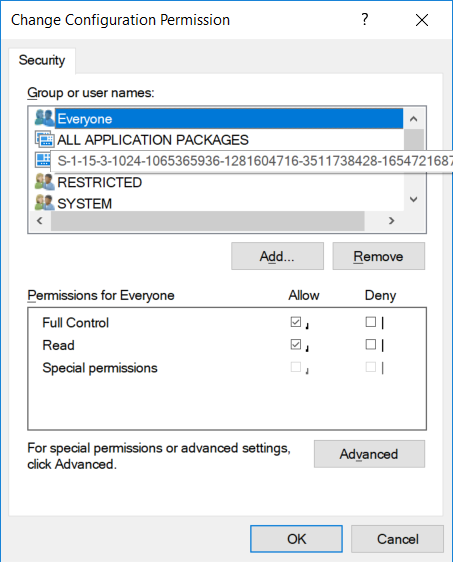 Change Configuration Permission
Security
Group or user names:
Everyone
ALL APPLICATION PACKAGES
S-1-15-3-1024-1065365936-1281604716-3511738428-165472168
RESTRICTED
SYSTEM
Add...
Remove
Permissions for Everyone Allow Deny
Full Control
Read
Special permissions
For special permissions or advanced settings,
click Advanced.
Advanced
OK
Cancel